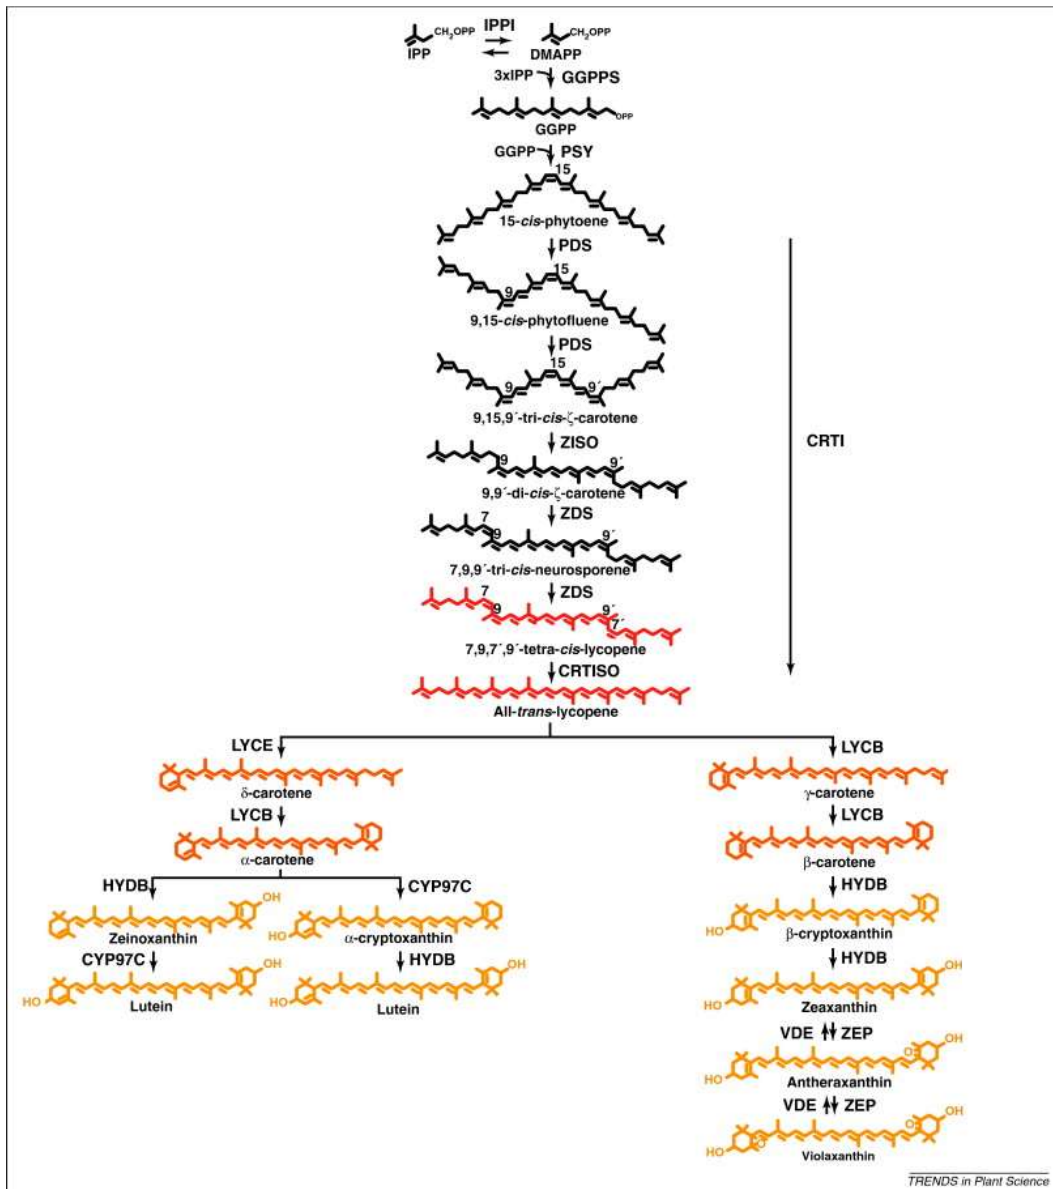 IPPI
CH₂OPP
CH₂OPP
IPP
DMAPP
3xIPP
GGPPS
OPP
GGPP
GGPP
PSY
15
15-cis-phytoene
PDS
15
9
9,15-cis-phytofluene
PDS
15
9
9´
9,15,9´-tri-cis-ζ-carotene
CRTI
ZISO
9
9´
9,9´-di-cis-ζ-carotene
ZDS
7
9
9´
7,9,9´-tri-cis-neurosporene
ZDS
7
9
9´
7´
7,9,7´,9´-tetra-cis-lycopene
CRTISO
All-trans-lycopene
LYCE
LYCB
δ-carotene
γ-carotene
LYCB
LYCB
α-carotene
β-carotene
HYDB
CYP97C
HYDB
OH
HO
HO
Zeinoxanthin
α-cryptoxanthin
β-cryptoxanthin
CYP97C
HYDB
HYDB
OH
OH
OH
HO
HO
HO
Lutein
Lutein
Zeaxanthin
VDE
ZEP
OH
O
HO
Antheraxanthin
VDE
ZEP
OH
O
HO
O
Violaxanthin
TRENDS in Plant Science